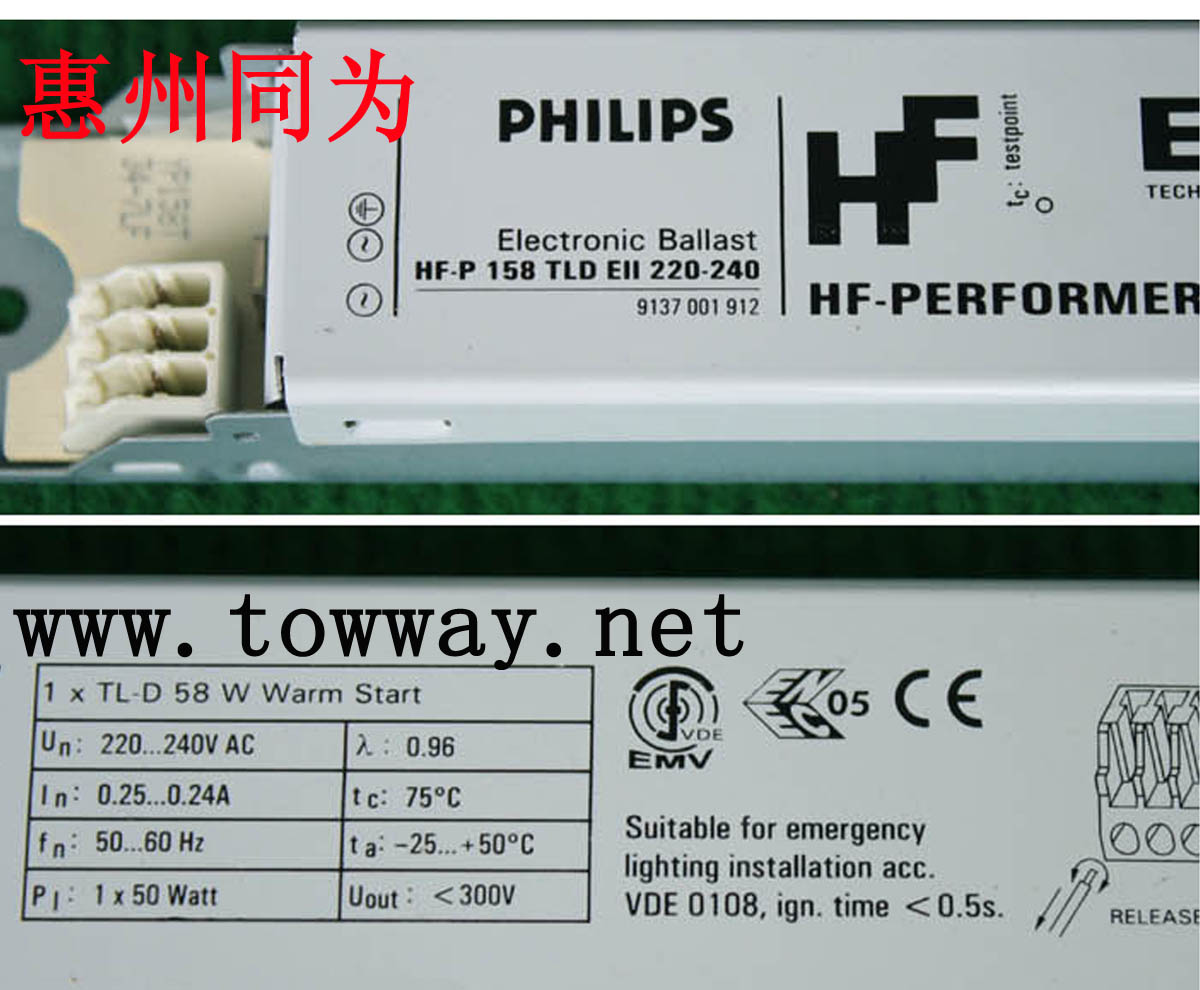 惠州同为
PHILIPS
HF
tc: testpoint
E
TECH
Electronic Ballast
HF-P 158 TLD EII 220-240
9137 001 912
HF-PERFORMER
www.towway.net
1 x TL-D 58 W Warm Start
Un: 220...240V AC
λ : 0.96
In: 0.25...0.24A
tc: 75°C
fn: 50...60 Hz
ta: -25...+50°C
Pl: 1 x 50 Watt
Uout : <300V
VDE
EMV
ENEC 05
CE
Suitable for emergency
lighting installation acc.
VDE 0108, ign. time <0.5s.
RELEASE